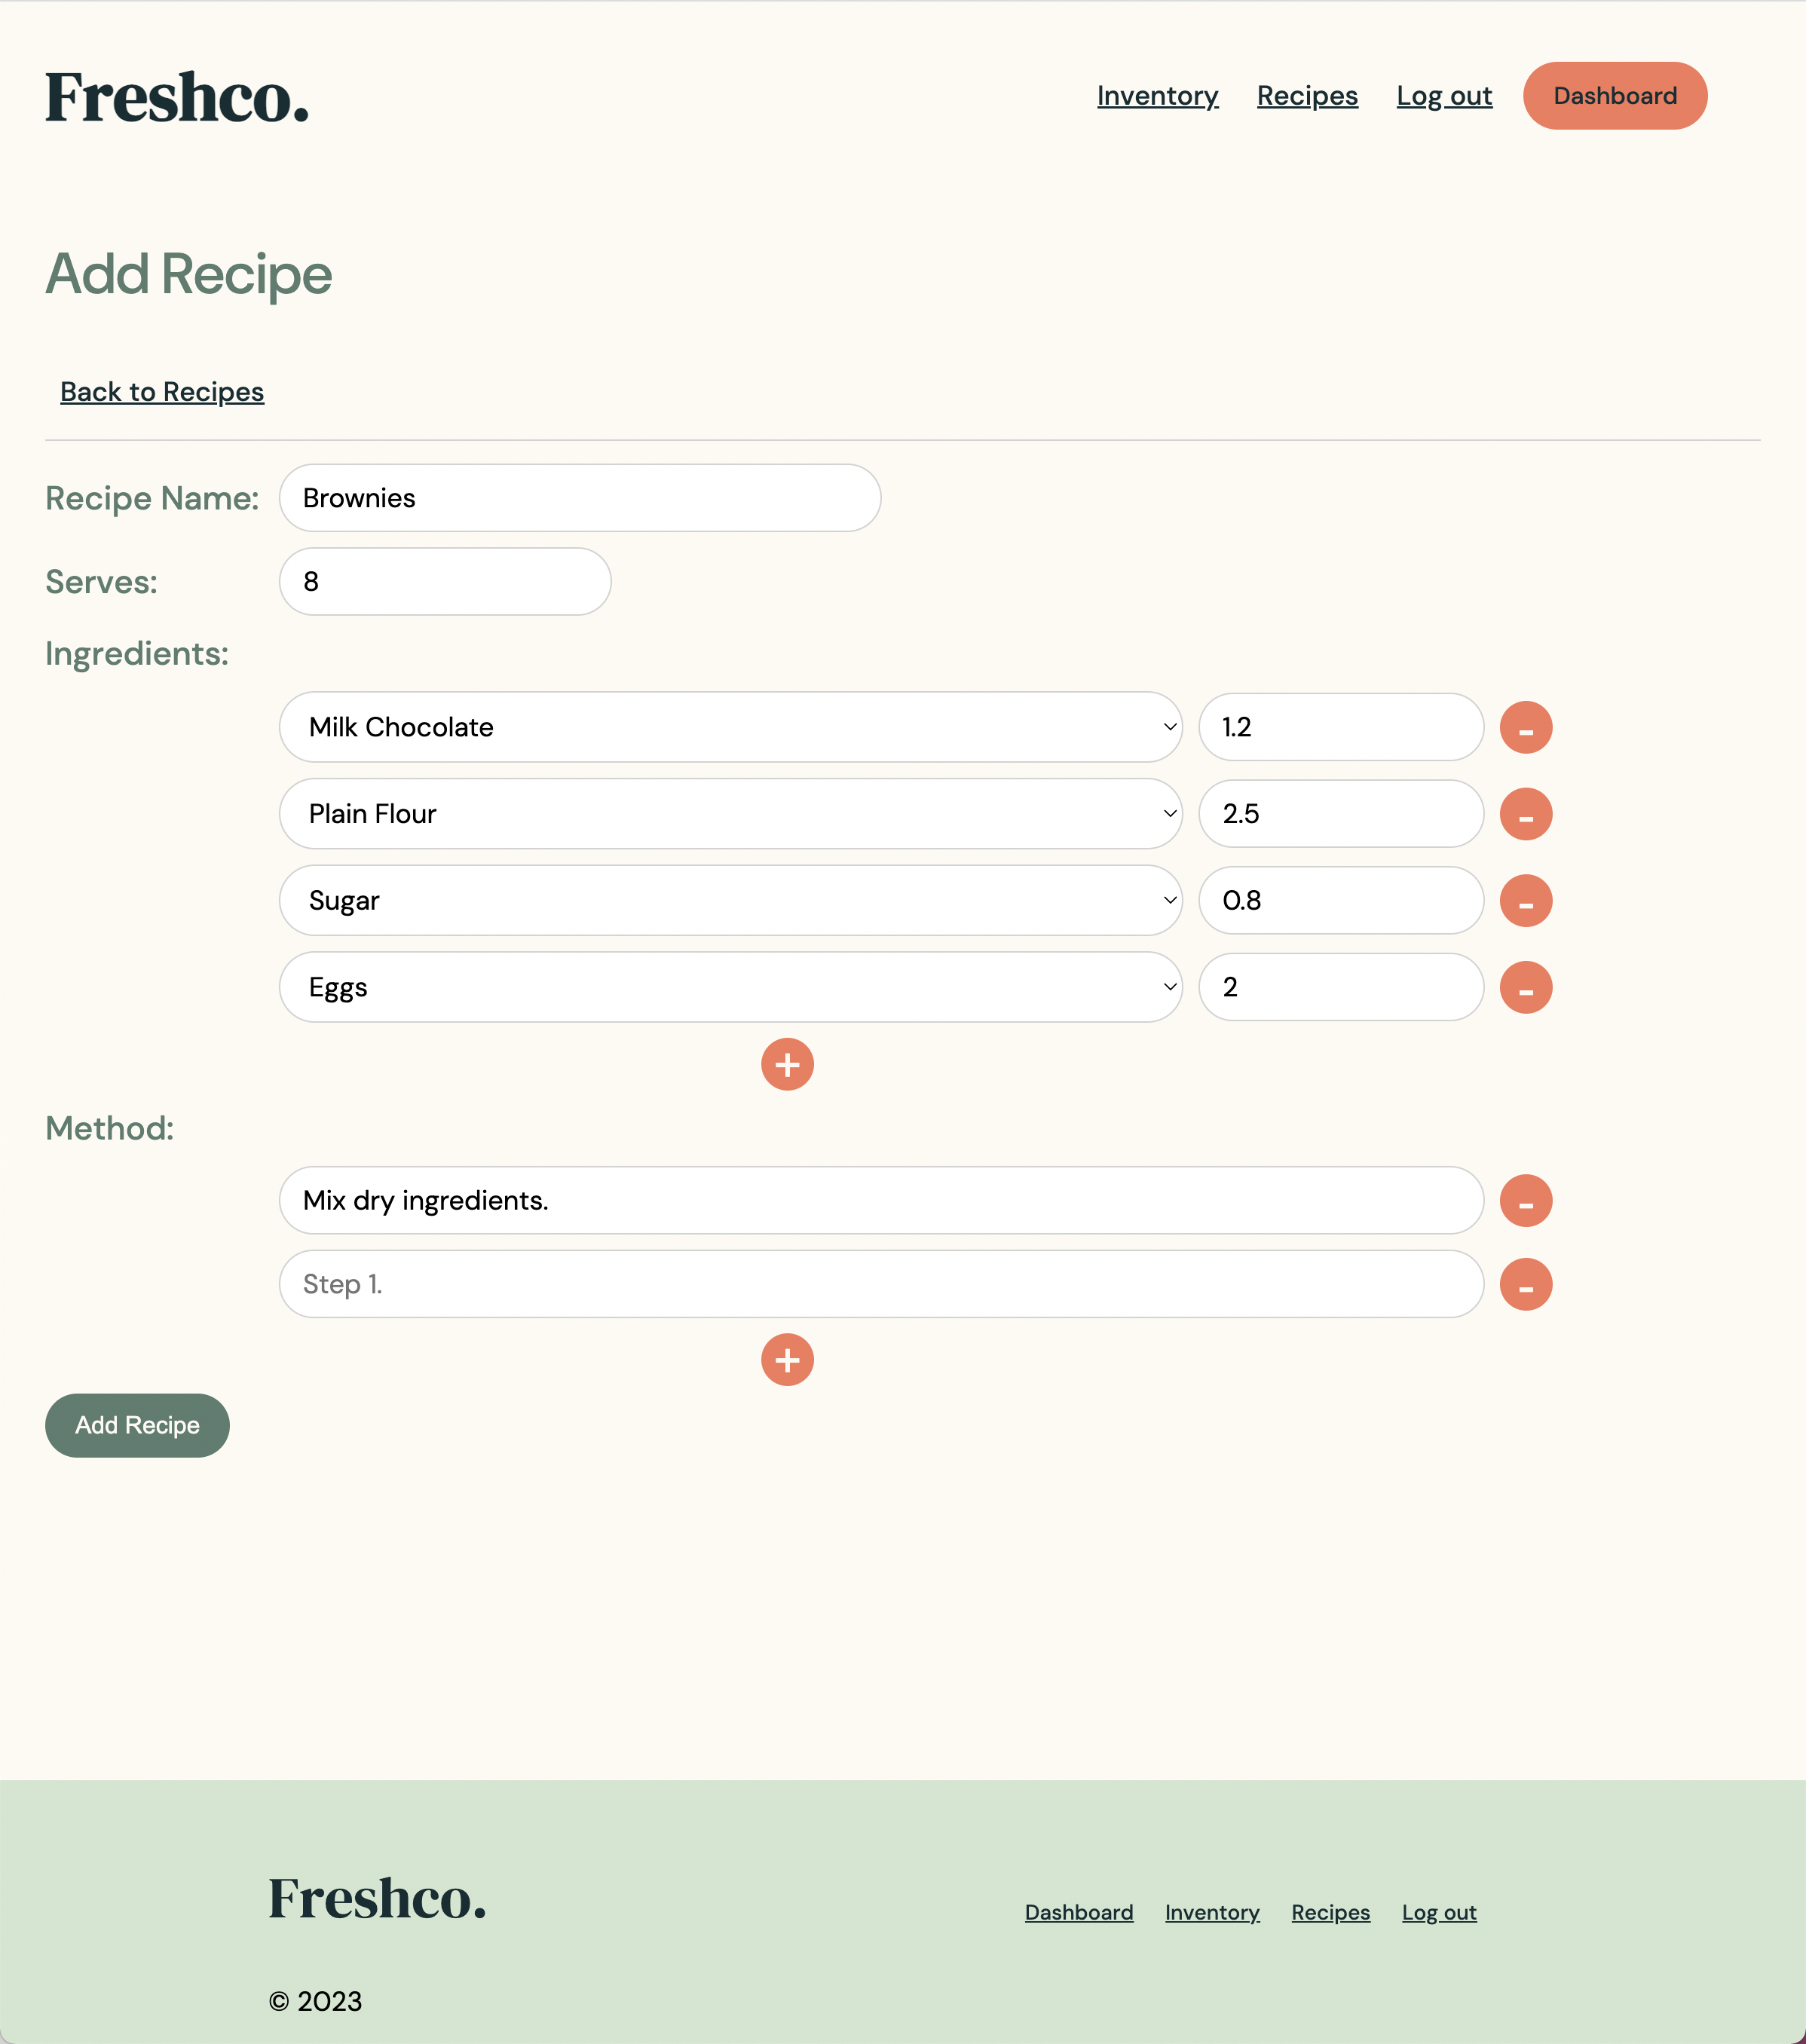 Freshco.
Inventory Recipes Log out Dashboard
Add Recipe
Back to Recipes
Recipe Name: Brownies
Serves: 8
Ingredients:
Milk Chocolate 1.2 -
Plain Flour 2.5 -
Sugar 0.8 -
Eggs 2 -
+
Method:
Mix dry ingredients. -
Step 1. -
+
Add Recipe
Freshco.
Dashboard Inventory Recipes Log out
© 2023